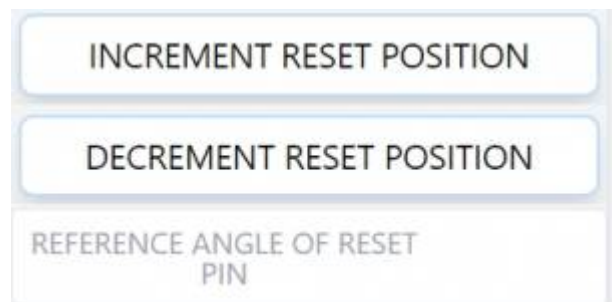 INCREMENT RESET POSITION
DECREMENT RESET POSITION
REFERENCE ANGLE OF RESET
PIN